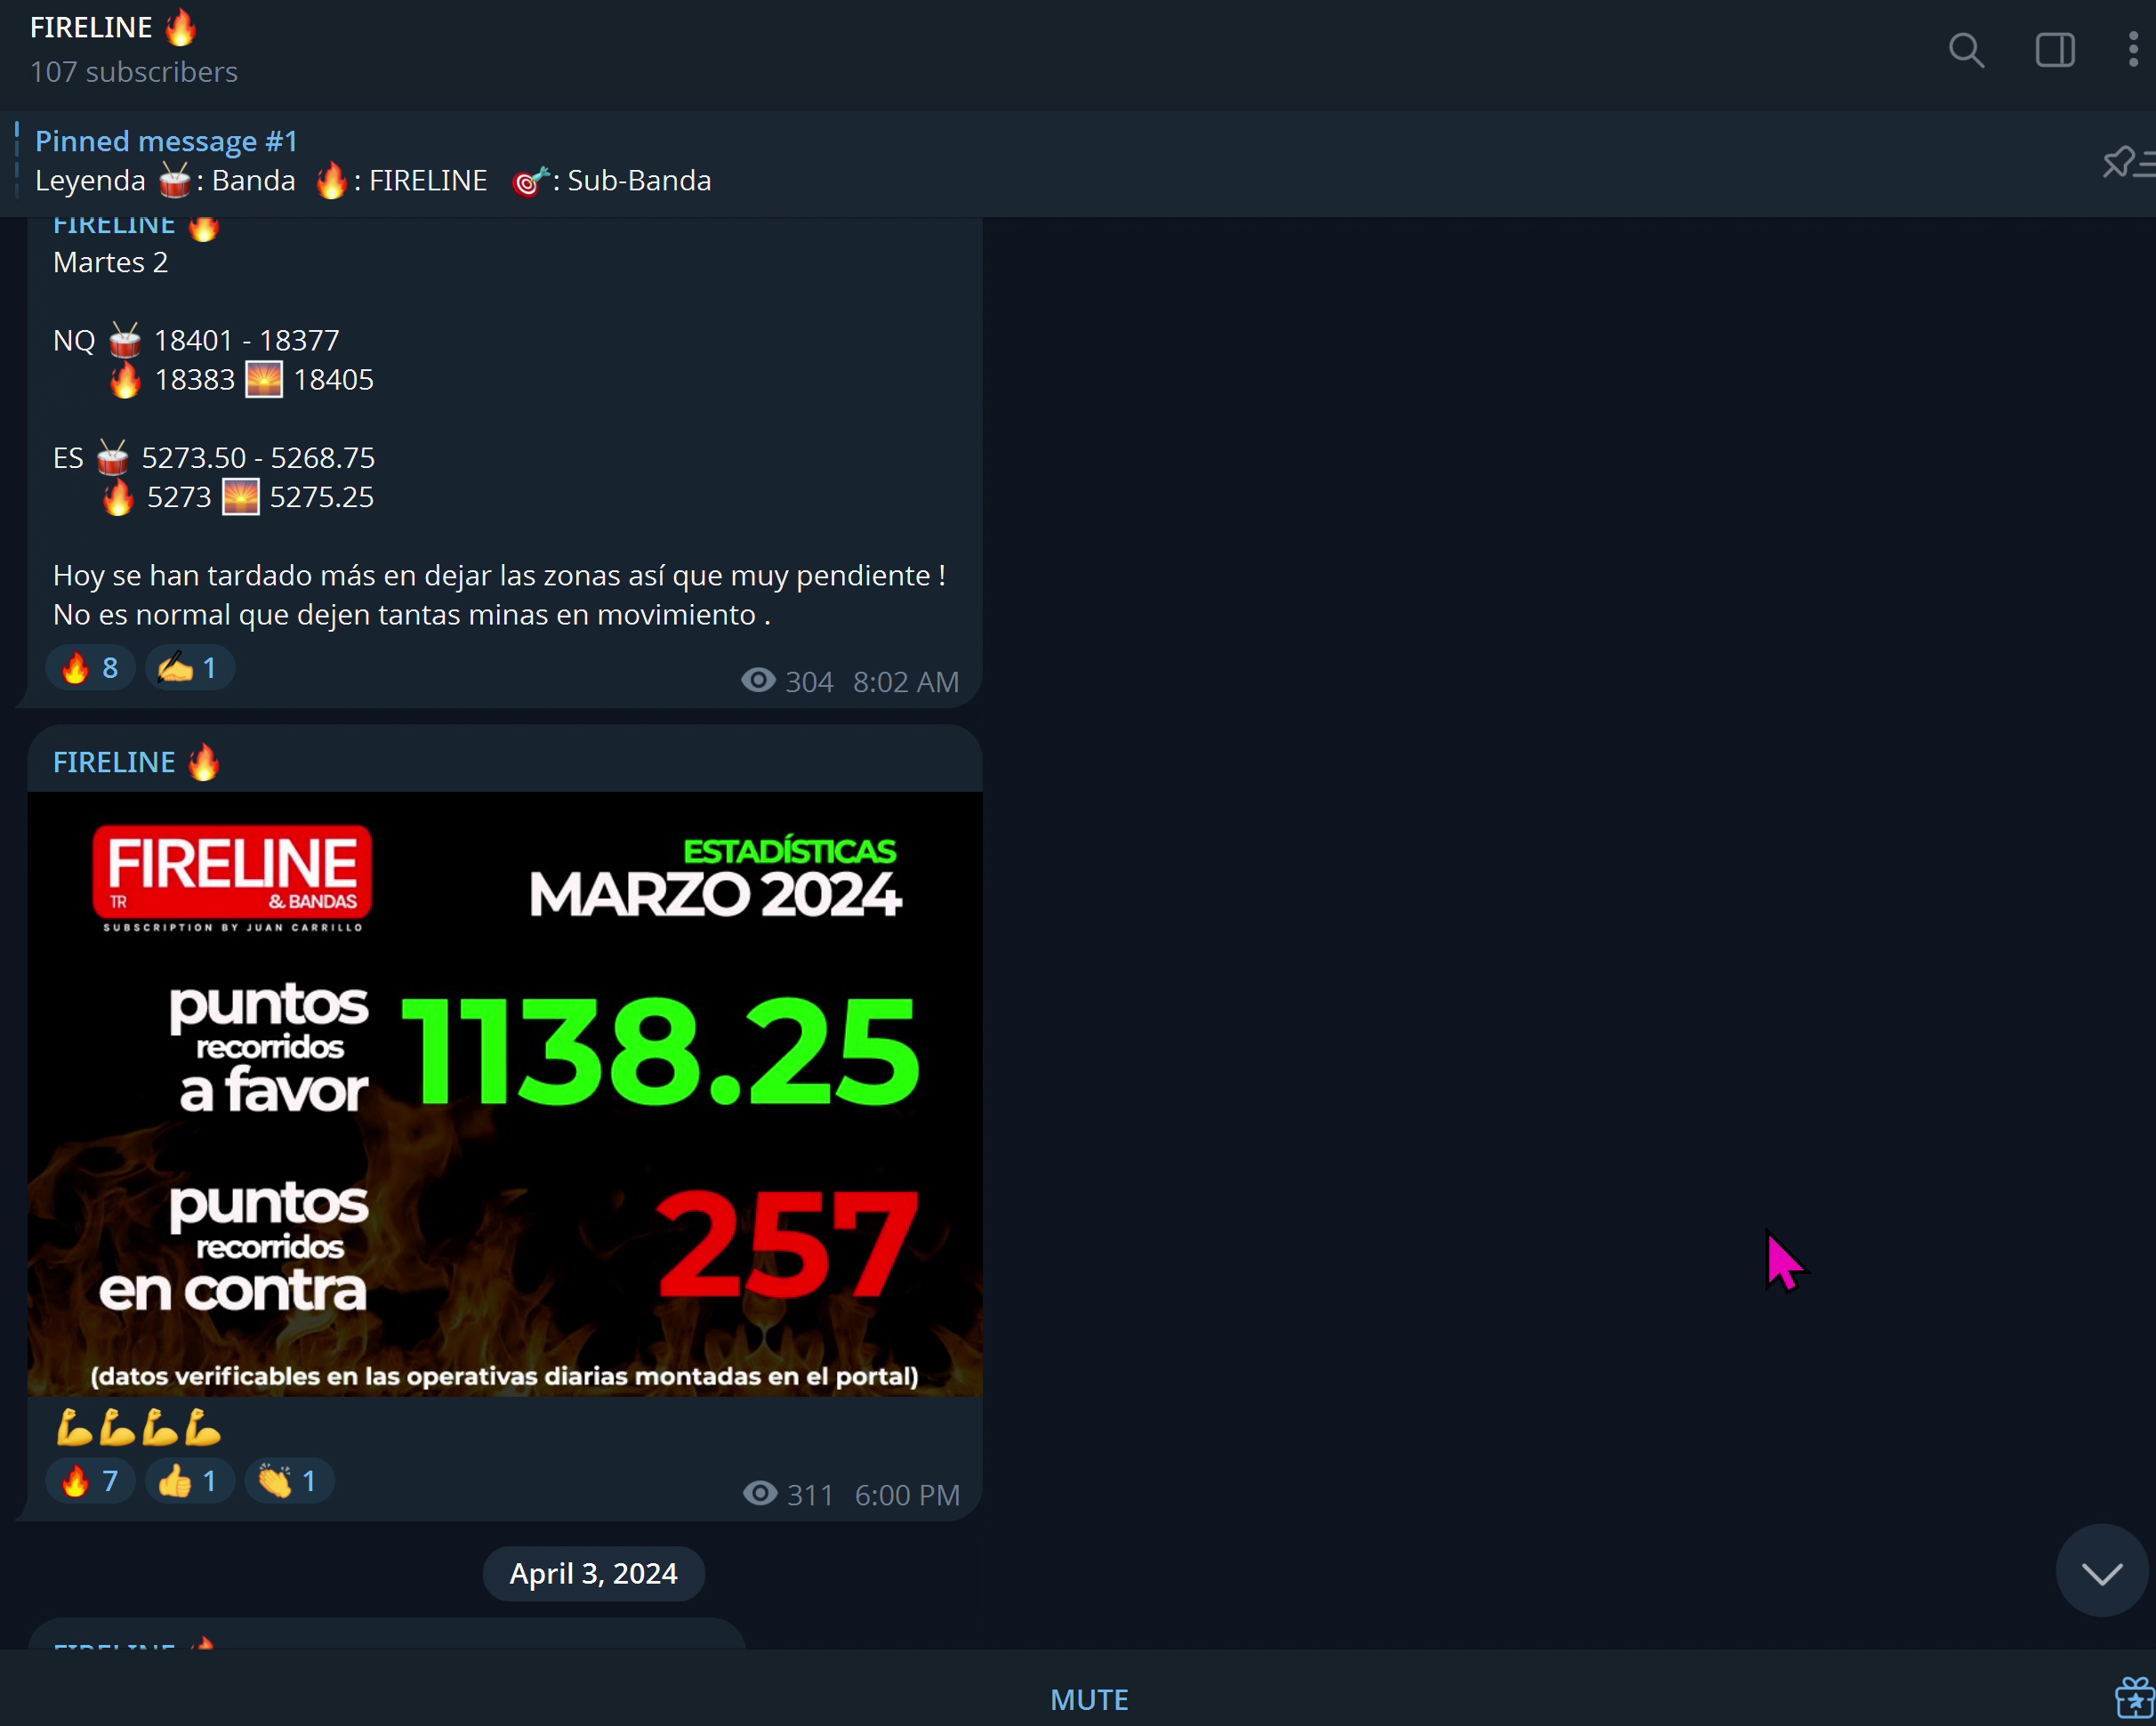 FIRELINE 🔥
107 subscribers
Pinned message #1
Leyenda 🥁: Banda 🔥: FIRELINE 🎯: Sub-Banda
FIRELINE 🔥
Martes 2
NQ 🥁 18401 - 18377
🔥 18383 🌅 18405
ES 🥁 5273.50 - 5268.75
🔥 5273 🌅 5275.25
Hoy se han tardado más en dejar las zonas así que muy pendiente !
No es normal que dejen tantas minas en movimiento .
🔥 8 ✍️ 1
304 8:02 AM
FIRELINE 🔥
FIRELINE
TR & BANDAS
SUBSCRIPTION BY JUAN CARRILLO
ESTADÍSTICAS
MARZO 2024
puntos
recorridos
a favor
1138.25
puntos
recorridos
en contra
257
(datos verificables en las operativas diarias montadas en el portal)
💪💪💪💪
🔥 7 👍 1 👏 1
311 6:00 PM
April 3, 2024
FIRELINE 🔥
MUTE